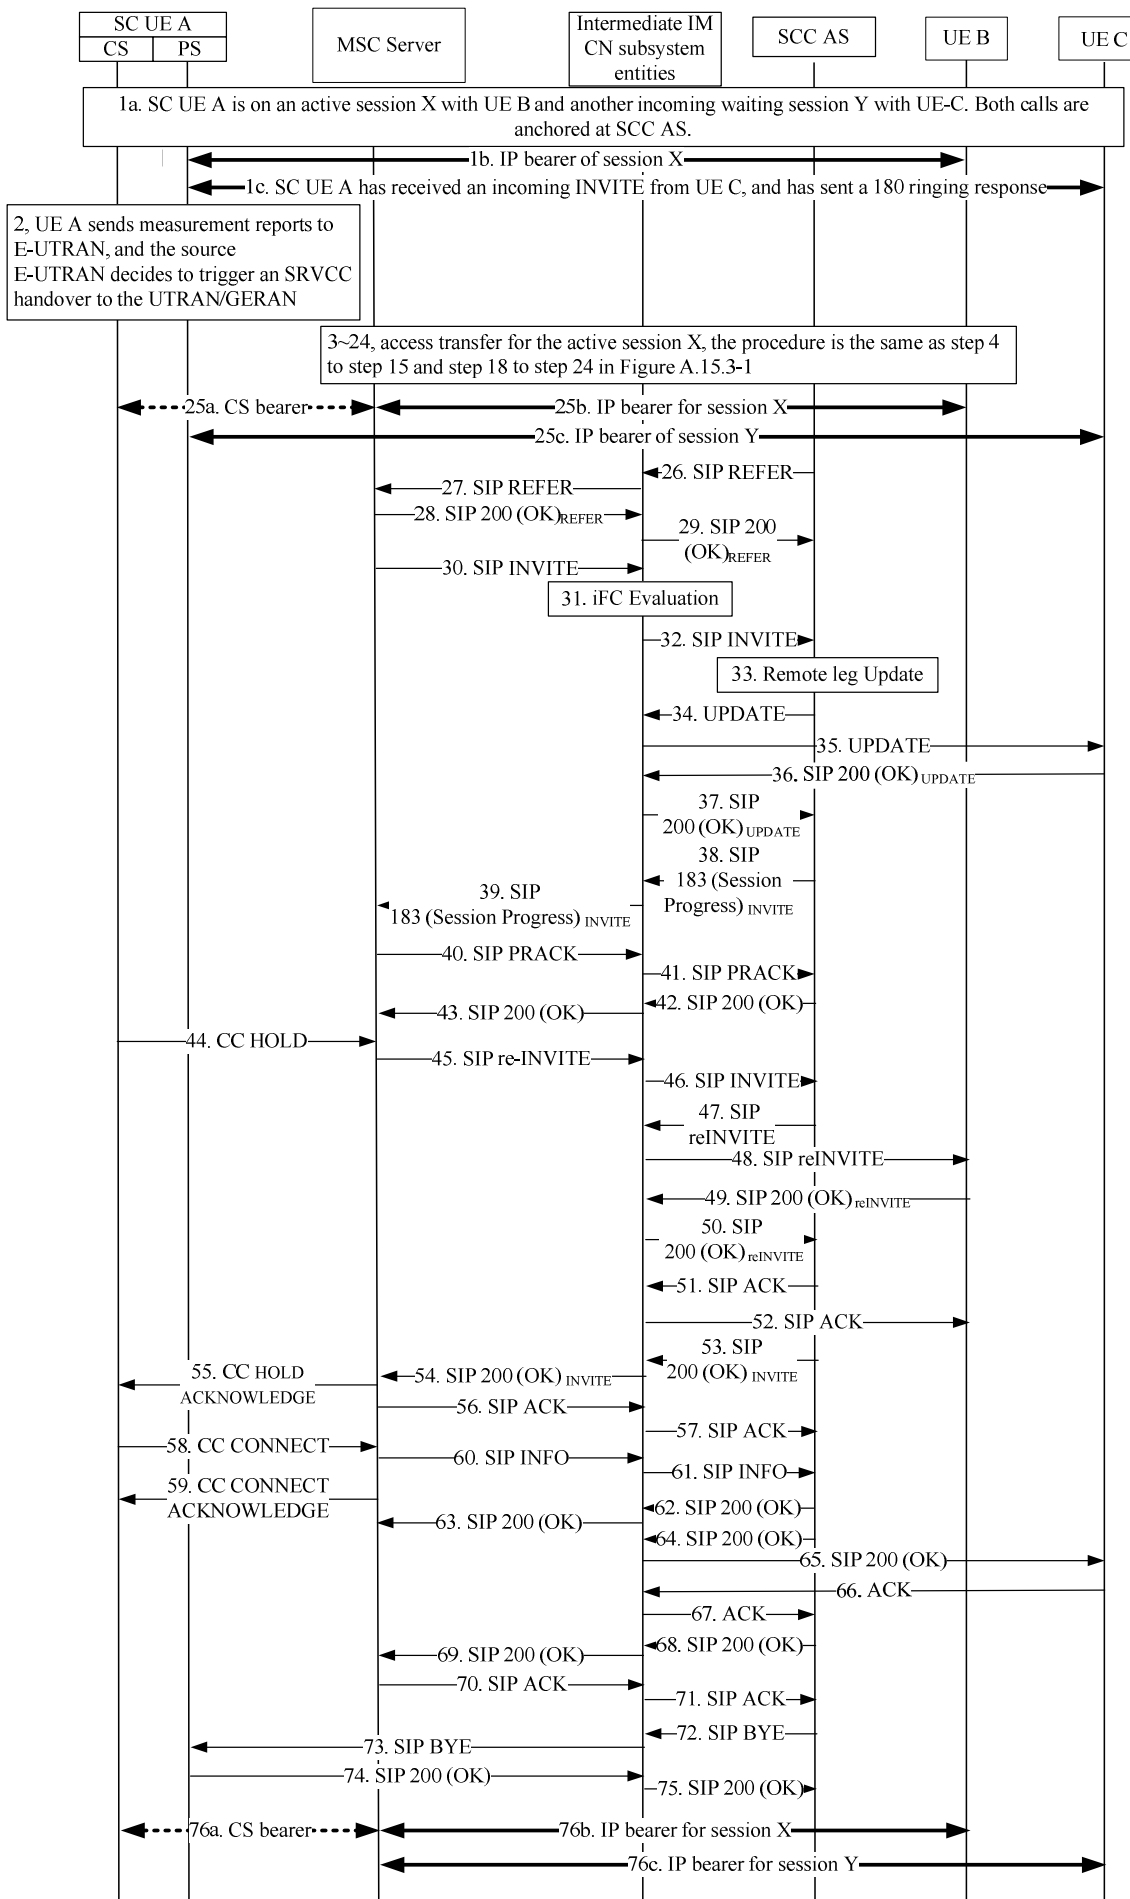 SC UE A
CS
PS
MSC Server
Intermediate IM
CN subsystem
entities
SCC AS
UE B
UE C
1a. SC UE A is on an active session X with UE B and another incoming waiting session Y with UE-C. Both calls are
anchored at SCC AS.
1b. IP bearer of session X
1c. SC UE A has received an incoming INVITE from UE C, and has sent a 180 ringing response
2, UE A sends measurement reports to
E-UTRAN, and the source
E-UTRAN decides to trigger an SRVCC
handover to the UTRAN/GERAN
3~24, access transfer for the active session X, the procedure is the same as step 4
to step 15 and step 18 to step 24 in Figure A.15.3-1
25a. CS bearer
25b. IP bearer for session X
25c. IP bearer of session Y
26. SIP REFER
27. SIP REFER
28. SIP 200 (OK)REFER
29. SIP 200
(OK)REFER
30. SIP INVITE
31. iFC Evaluation
32. SIP INVITE
33. Remote leg Update
34. UPDATE
35. UPDATE
36. SIP 200 (OK) UPDATE
37. SIP
200 (OK) UPDATE
38. SIP
183 (Session
Progress) INVITE
39. SIP
183 (Session Progress) INVITE
40. SIP PRACK
41. SIP PRACK
42. SIP 200 (OK)
43. SIP 200 (OK)
44. CC HOLD
45. SIP re-INVITE
46. SIP INVITE
47. SIP
reINVITE
48. SIP reINVITE
49. SIP 200 (OK) reINVITE
50. SIP
200 (OK) reINVITE
51. SIP ACK
52. SIP ACK
53. SIP
200 (OK) INVITE
54. SIP 200 (OK) INVITE
55. CC HOLD
ACKNOWLEDGE
56. SIP ACK
57. SIP ACK
58. CC CONNECT
60. SIP INFO
61. SIP INFO
59. CC CONNECT
ACKNOWLEDGE
62. SIP 200 (OK)
63. SIP 200 (OK)
64. SIP 200 (OK)
65. SIP 200 (OK)
66. ACK
67. ACK
68. SIP 200 (OK)
69. SIP 200 (OK)
70. SIP ACK
71. SIP ACK
72. SIP BYE
73. SIP BYE
74. SIP 200 (OK)
75. SIP 200 (OK)
76a. CS bearer
76b. IP bearer for session X
76c. IP bearer for session Y